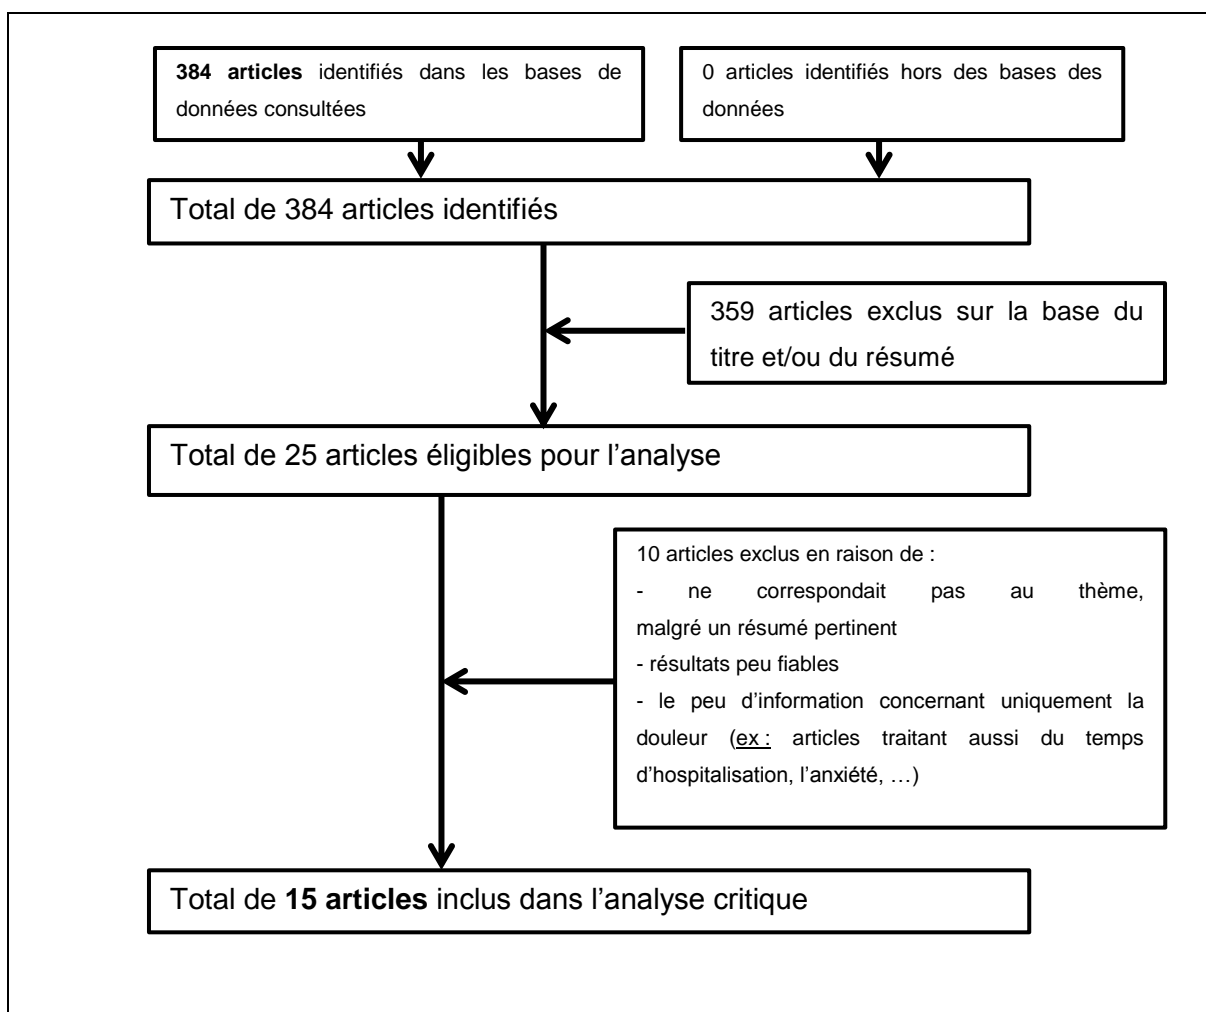 384 articles identifiés dans les bases de
données consultées
0 articles identifiés hors des bases des
données
Total de 384 articles identifiés
359 articles exclus sur la base du
titre et/ou du résumé
Total de 25 articles éligibles pour l’analyse
10 articles exclus en raison de :
- ne correspondait pas au thème,
malgré un résumé pertinent
- résultats peu fiables
- le peu d’information concernant uniquement la
douleur (ex : articles traitant aussi du temps
d’hospitalisation, l’anxiété, …)
Total de 15 articles inclus dans l’analyse critique